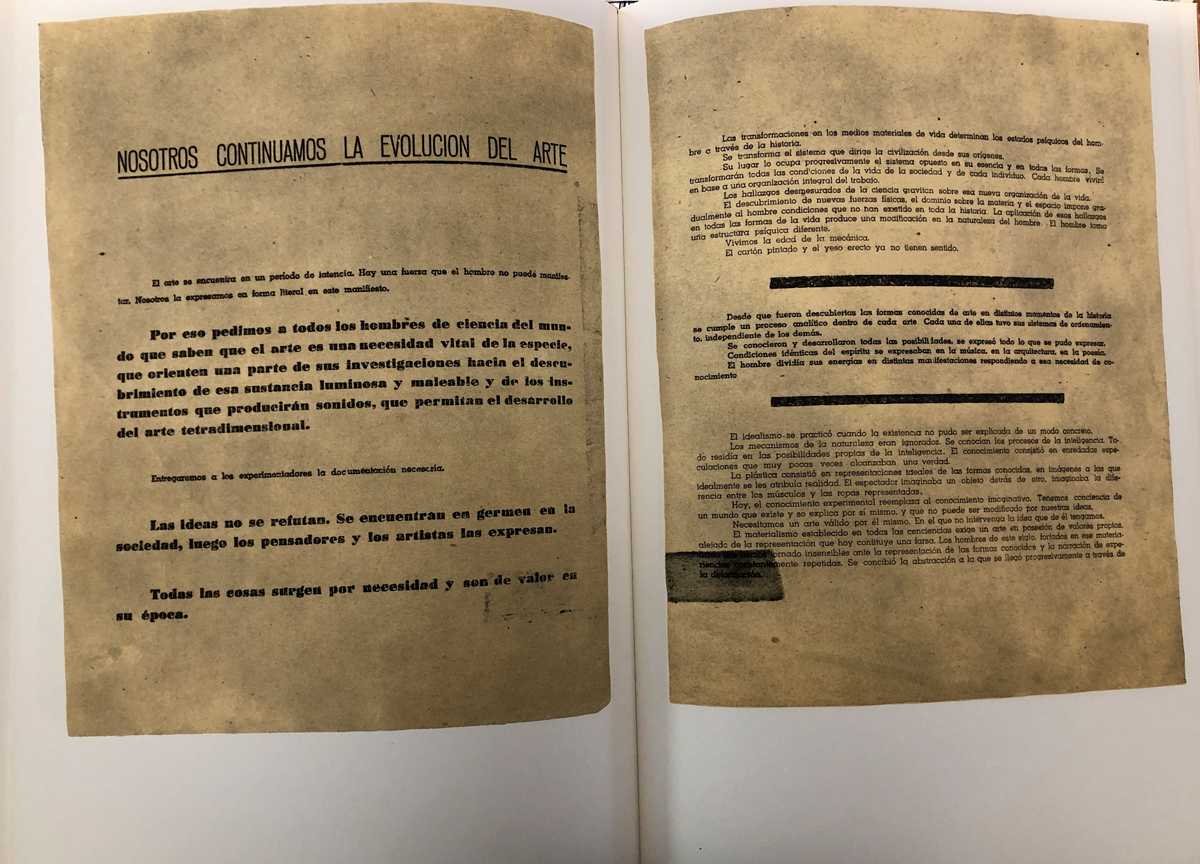 NOSOTROS CONTINUAMOS LA EVOLUCION DEL ARTE
El arte se encuentra en un período de latencia. Hay una fuerza que el hombre no puede manifes-
tar. Nosotros la expresamos en forma literal en este manifiesto.
Por eso pedimos a todos los hombres de ciencia del mun-
do que saben que el arte es una necesidad vital de la especie,
que orienten una parte de sus investigaciones hacia el descu-
brimiento de esa sustancia luminosa y maleable y de los ins-
trumentos que producirán sonidos, que permitan el desarrollo
del arte tetradimensional.
Entregaremos a los experimentadores la documentación necesaria.
Las ideas no se refutan. Se encuentran en germen en la
sociedad, luego los pensadores y los artistas las expresan.
Todas las cosas surgen por necesidad y son de valor en
su época.
Las transformaciones en los medios materiales de vida determinan los estados psíquicos del hom-
bre a través de la historia.
Se transforma el sistema que dirige la civilización desde sus orígenes.
Su lugar lo ocupa progresivamente el sistema opuesto en su esencia y en todas las formas. Se
transformarán todas las condiciones de la vida de la sociedad y de cada individuo. Cada hombre vivirá
en base a una organización integral del trabajo.
Los hallazgos desmesurados de la ciencia gravitan sobre esa nueva organización de la vida.
El descubrimiento de nuevas fuerzas físicas, el dominio sobre la materia y el espacio impone gra-
dualmente al hombre condiciones que no han existido en toda la historia. La aplicación de esos hallazgos
en todas las formas de la vida produce una modificación en la naturaleza del hombre. El hombre toma
una estructura psíquica diferente.
Vivimos la edad de la mecánica.
El cartón pintado y el yeso erecto ya no tienen sentido.
Desde que fueron descubiertas las formas conocidas de arte en distintos momentos de la historia
se cumple un proceso analítico dentro de cada arte. Cada una de ellas tuvo sus sistemas de ordenamien-
to, independiente de los demás.
Se conocieron y desarrollaron todas las posibilidades, se expresó todo lo que se pudo expresar.
Condiciones idénticas del espíritu se expresaban en la música, en la arquitectura, en la poesía.
El hombre dividía sus energías en distintas manifestaciones respondiendo a esa necesidad de co-
nocimiento
El idealismo se practicó cuando la existencia no pudo ser explicada de un modo concreto.
Los mecanismos de la naturaleza eran ignorados. Se conocían los procesos de la inteligencia. To-
do residía en las posibilidades propias de la inteligencia. El conocimiento consistió en enredadas espe-
culaciones que muy pocas veces alcanzaban una verdad.
La plástica consistió en representaciones ideales de las formas conocidas, en imágenes a las que
idealmente se les atribuía realidad. El espectador imaginaba un objeto detrás de otro, imaginaba la dife-
rencia entre los músculos y las ropas representadas.
Hoy, el conocimiento experimental reemplaza al conocimiento imaginativo. Tenemos conciencia de
un mundo que existe y se explica por sí mismo, y que no puede ser modificado por nuestras ideas.
Necesitamos un arte válido por él mismo. En el que no intervenga la idea que de él tengamos.
El materialismo establecido en todas las conciencias exige un arte en posesión de valores propios,
alejado de la representación que hoy contituye una farsa. Los hombres de este siglo, forjados en ese materia-
tornado insensibles ante la representación de las formas conocidas y la narración de expe-
riencias constantemente repetidas. Se concibió la abstracción a la que se llegó progresivamente a través de
la deformación.